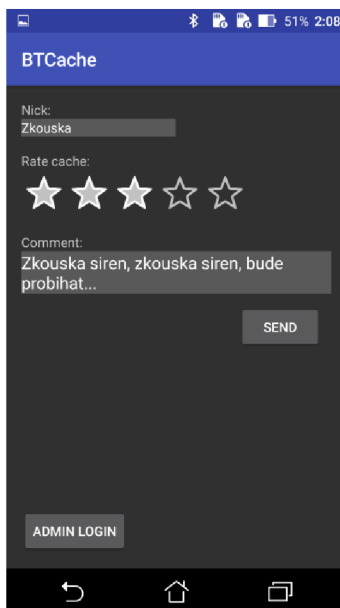 51% 2:08
BTCache
Nick:
Zkouska
Rate cache:
Comment:
Zkouska siren, zkouska siren, bude
probihat...
SEND
ADMIN LOGIN